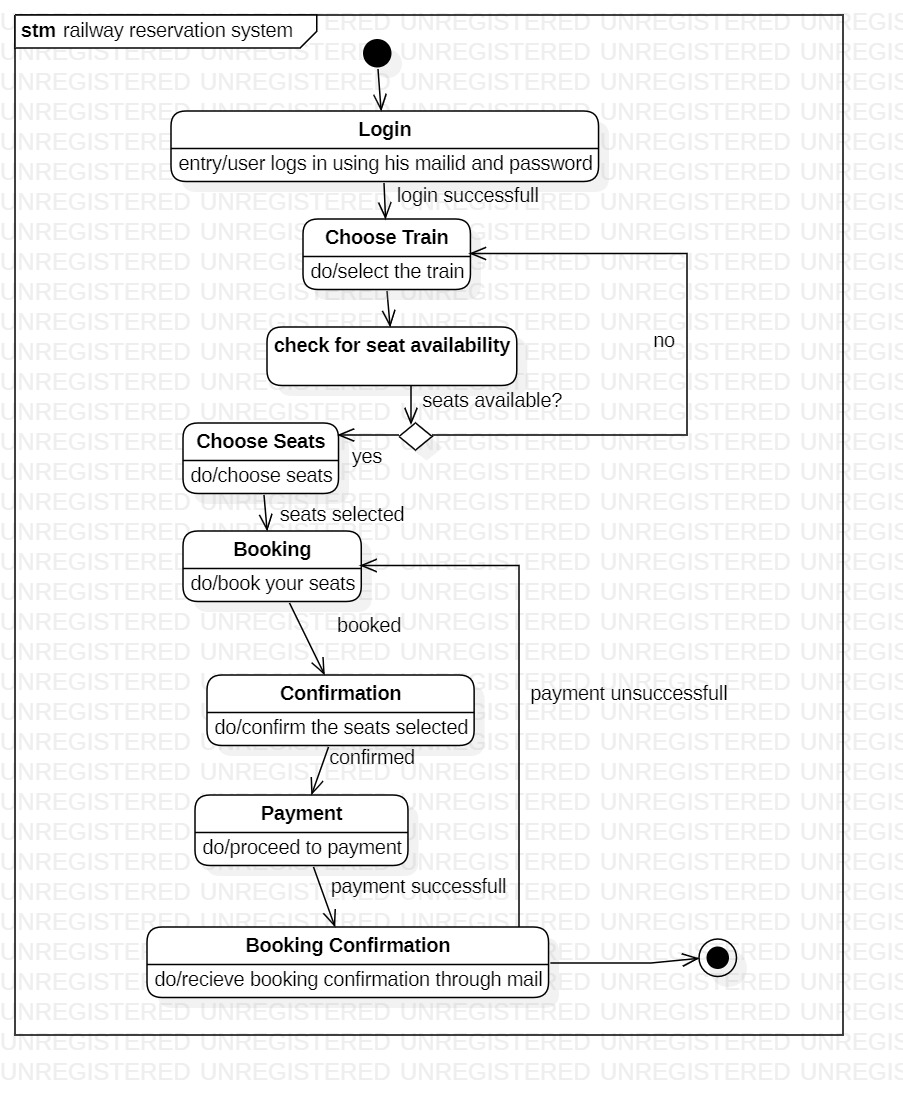 stm railway reservation system
Login
entry/user logs in using his mailid and password
login successfull
Choose Train
do/select the train
no
check for seat availability
seats available?
Choose Seats
yes
do/choose seats
seats selected
Booking
do/book your seats
booked
Confirmation
payment unsuccessfull
do/confirm the seats selected
confirmed
Payment
do/proceed to payment
payment successfull
Booking Confirmation
do/recieve booking confirmation through mail
UNREGISTERED